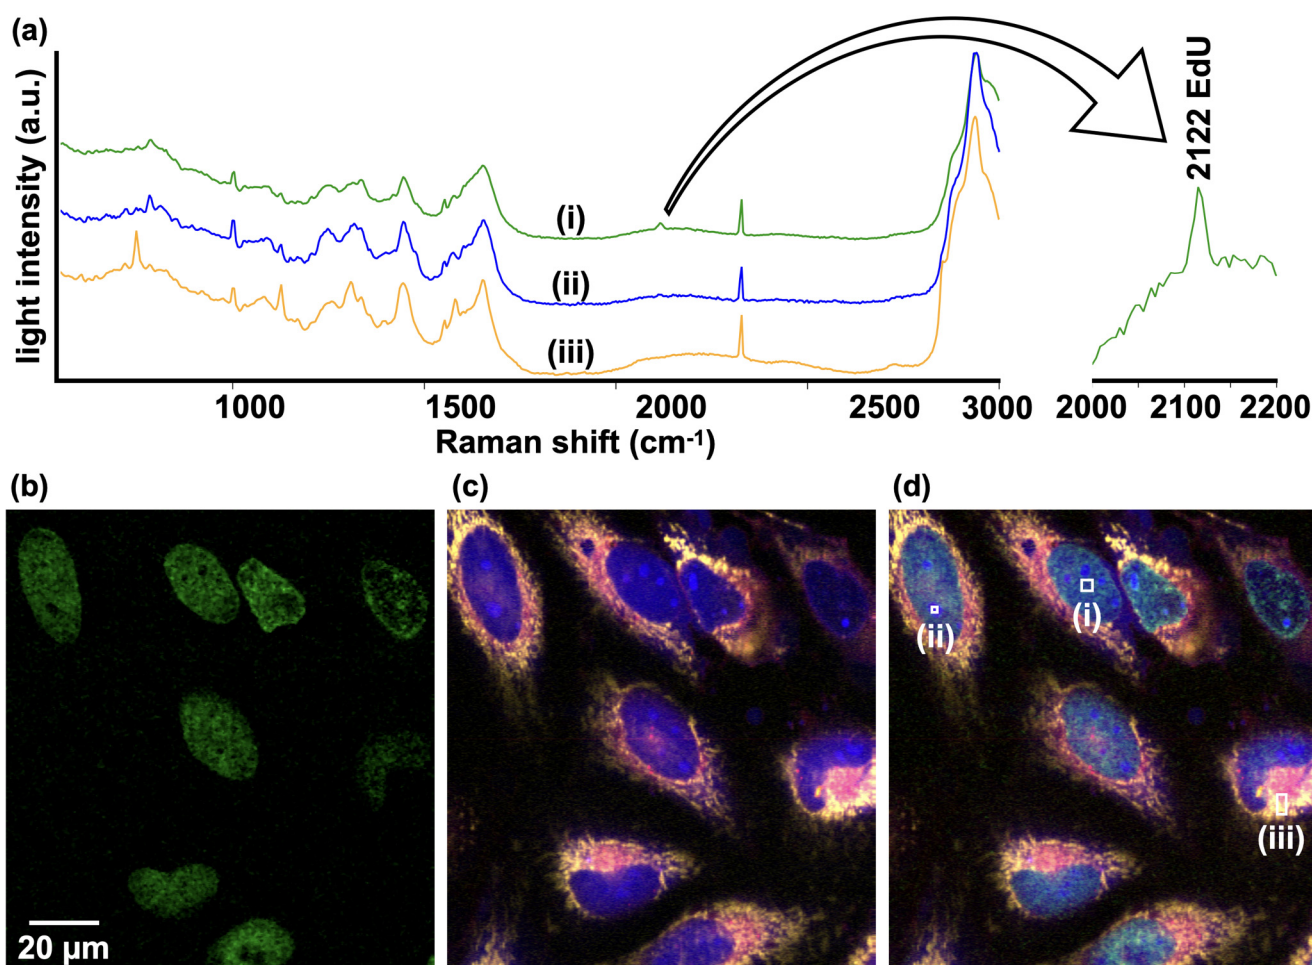 (a)
light intensity (a.u.)
2122 EdU
(i)
(ii)
(iii)
1000 1500 2000 2500 3000 2000 2100 2200
Raman shift (cm-1)
(b) (c) (d)
(i)
(ii)
(iii)
20 µm